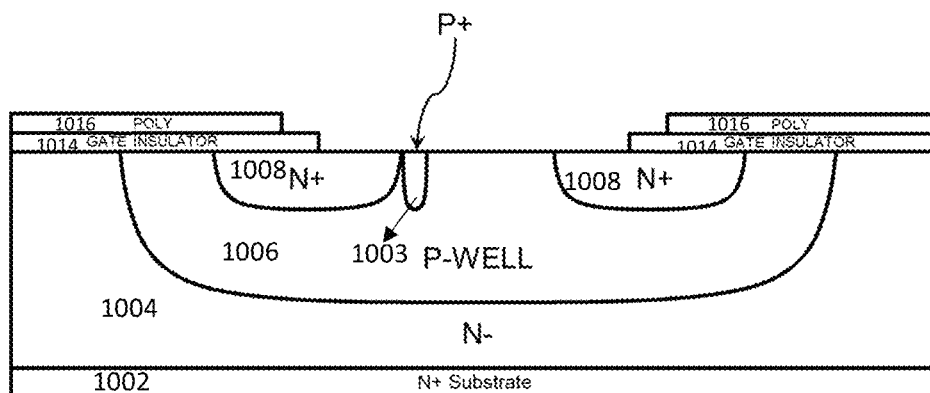 P+
1016 POLY
1016 POLY
1014 GATE INSULATOR
1014 GATE INSULATOR
1008 N+
1008 N+
1006
1003
P-WELL
1004
N-
1002
N+ Substrate